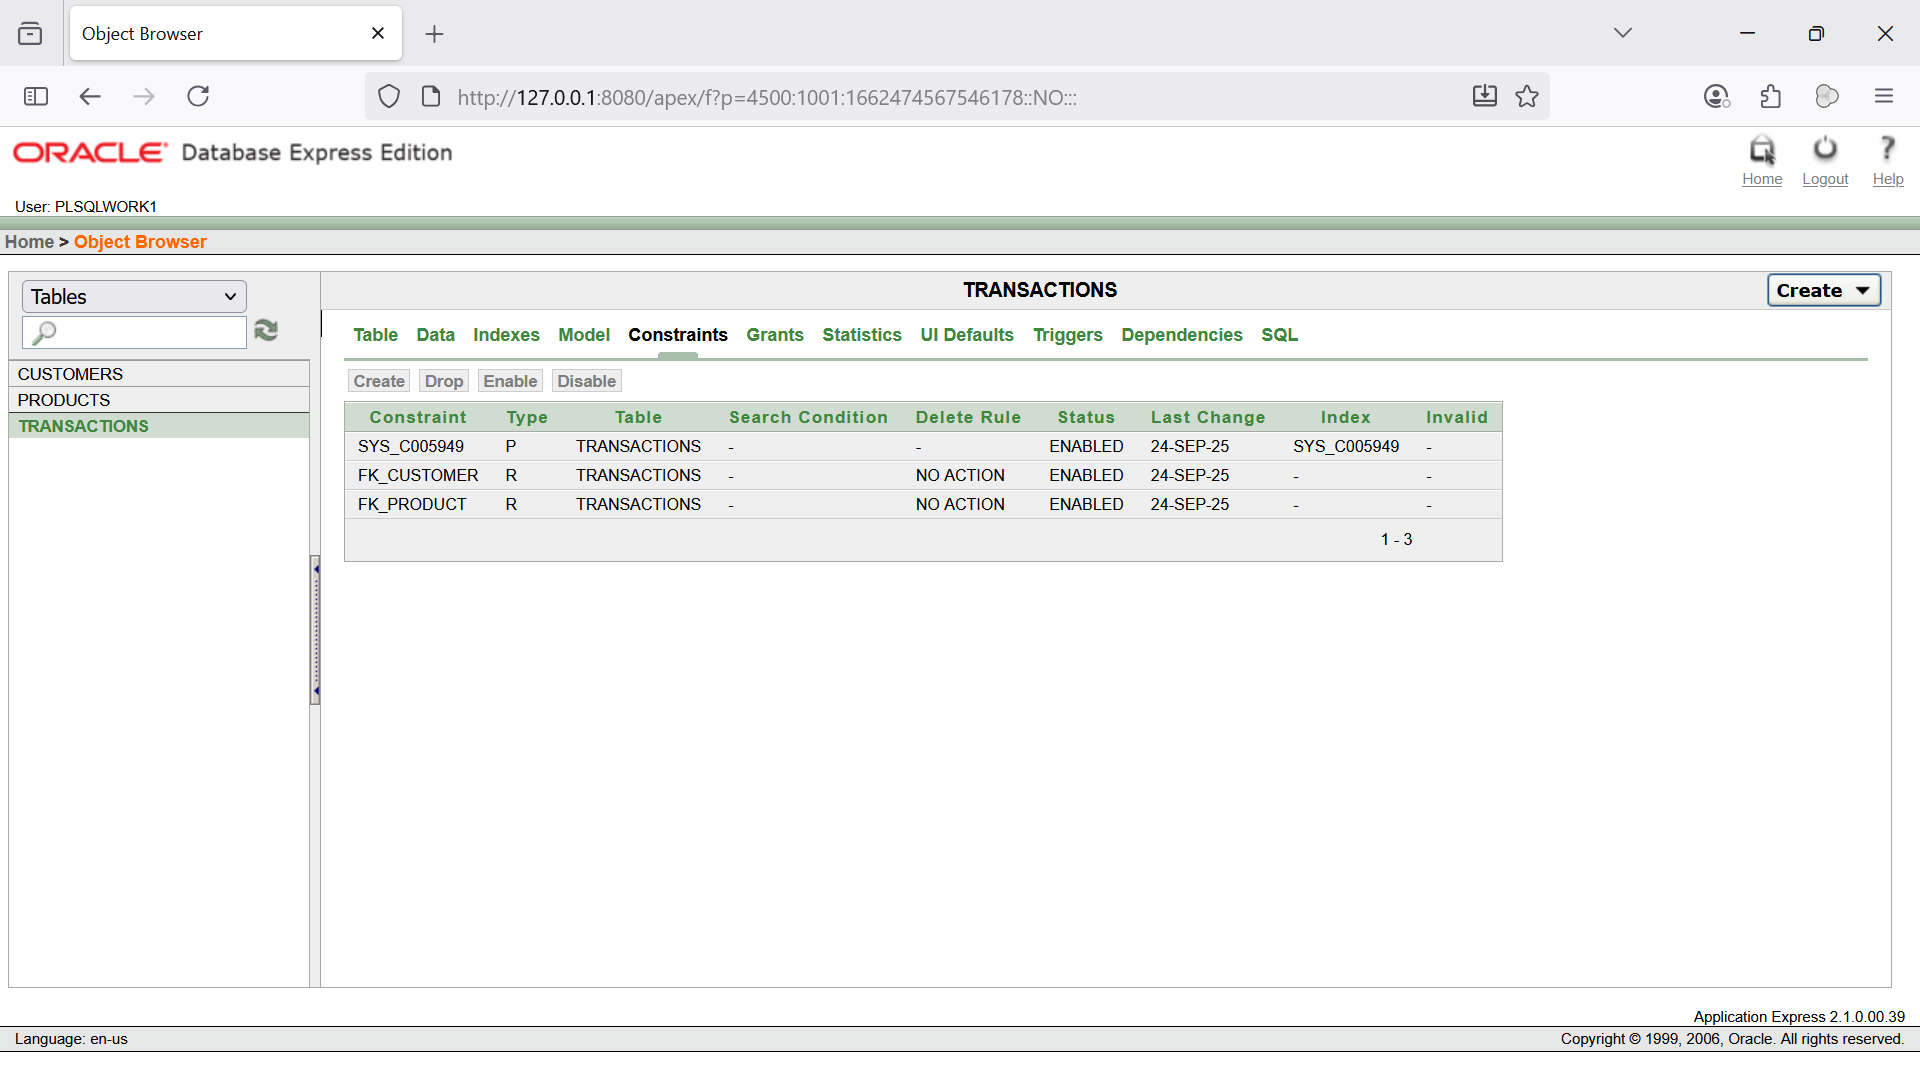 Object Browser
http://127.0.0.1:8080/apex/f?p=4500:1001:1662474567546178::NO:::
ORACLE Database Express Edition
Home Logout Help
User: PLSQLWORK1
Home > Object Browser
Tables
TRANSACTIONS
Create
Table Data Indexes Model Constraints Grants Statistics UI Defaults Triggers Dependencies SQL
CUSTOMERS
PRODUCTS
TRANSACTIONS
Create Drop Enable Disable
Constraint Type Table Search Condition Delete Rule Status Last Change Index Invalid
SYS_C005949 P TRANSACTIONS - - ENABLED 24-SEP-25 SYS_C005949 -
FK_CUSTOMER R TRANSACTIONS - NO ACTION ENABLED 24-SEP-25 - -
FK_PRODUCT R TRANSACTIONS - NO ACTION ENABLED 24-SEP-25 - -
1 - 3
Application Express 2.1.0.00.39
Language: en-us
Copyright © 1999, 2006, Oracle. All rights reserved.